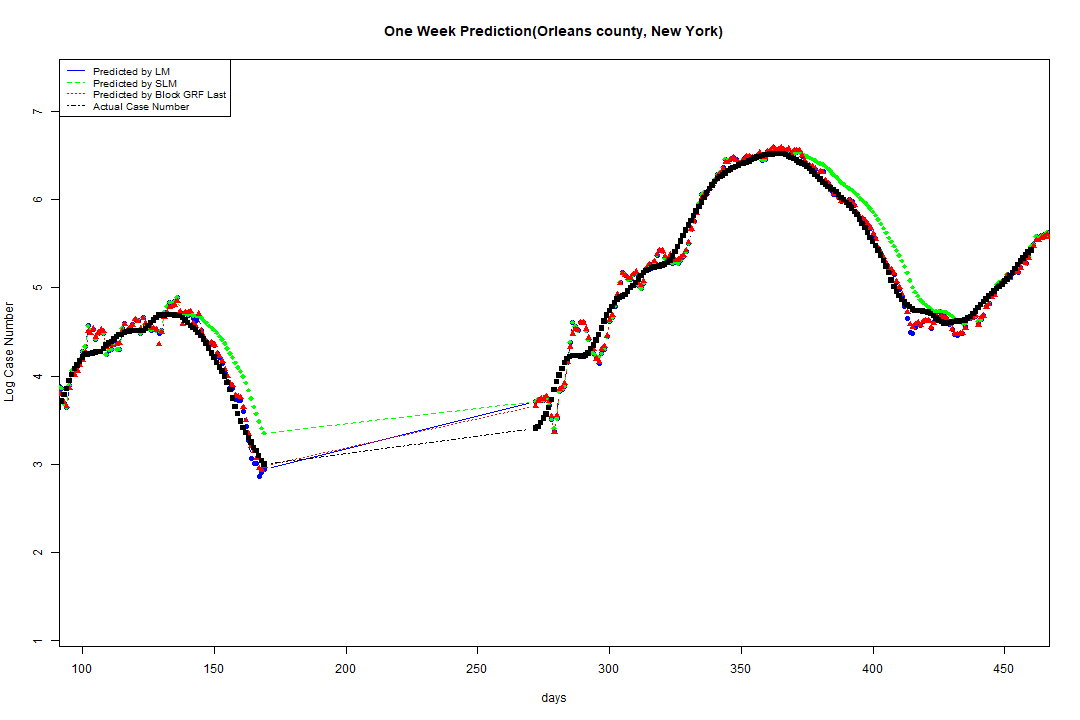 One Week Prediction(Orleans county, New York)
Predicted by LM
Predicted by SLM
Predicted by Block GRF Last
Actual Case Number
7
6
5
4
3
2
1
Log Case Number
100 150 200 250 300 350 400 450
days